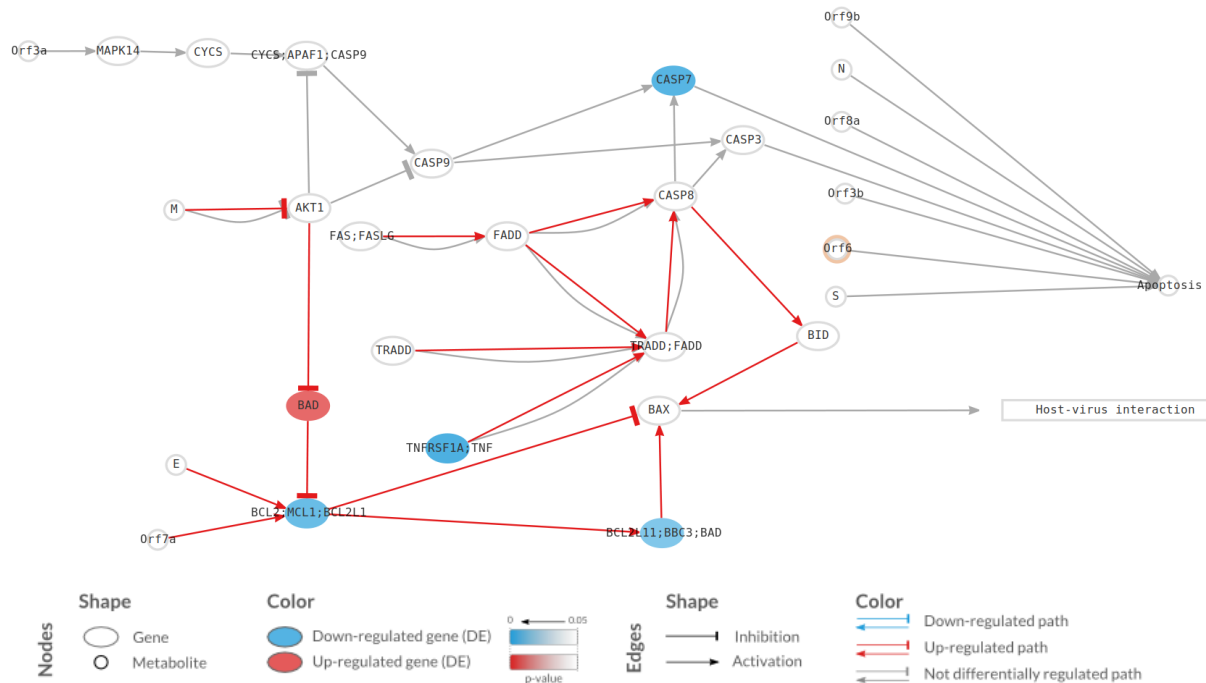 Orf9b
Orf3a
MAPK14
CYCS
CYCS;APAF1;CASP9
N
CASP7
Orf8a
CASP3
CASP9
CASP8
Orf3b
M
AKT1
FAS;FASLG
FADD
Orf6
Apoptosis
S
TRADD
TRADD;FADD
BID
BAD
BAX
Host-virus interaction
TNFRSF1A;TNF
E
BCL2;MCL1;BCL2L1
BCL2L11;BBC3;BAD
Orf7a
Nodes
Shape
Gene
Metabolite
Color
Down-regulated gene (DE)
Up-regulated gene (DE)
0 0.05
p-value
Edges
Shape
Inhibition
Activation
Color
Down-regulated path
Up-regulated path
Not differentially regulated path